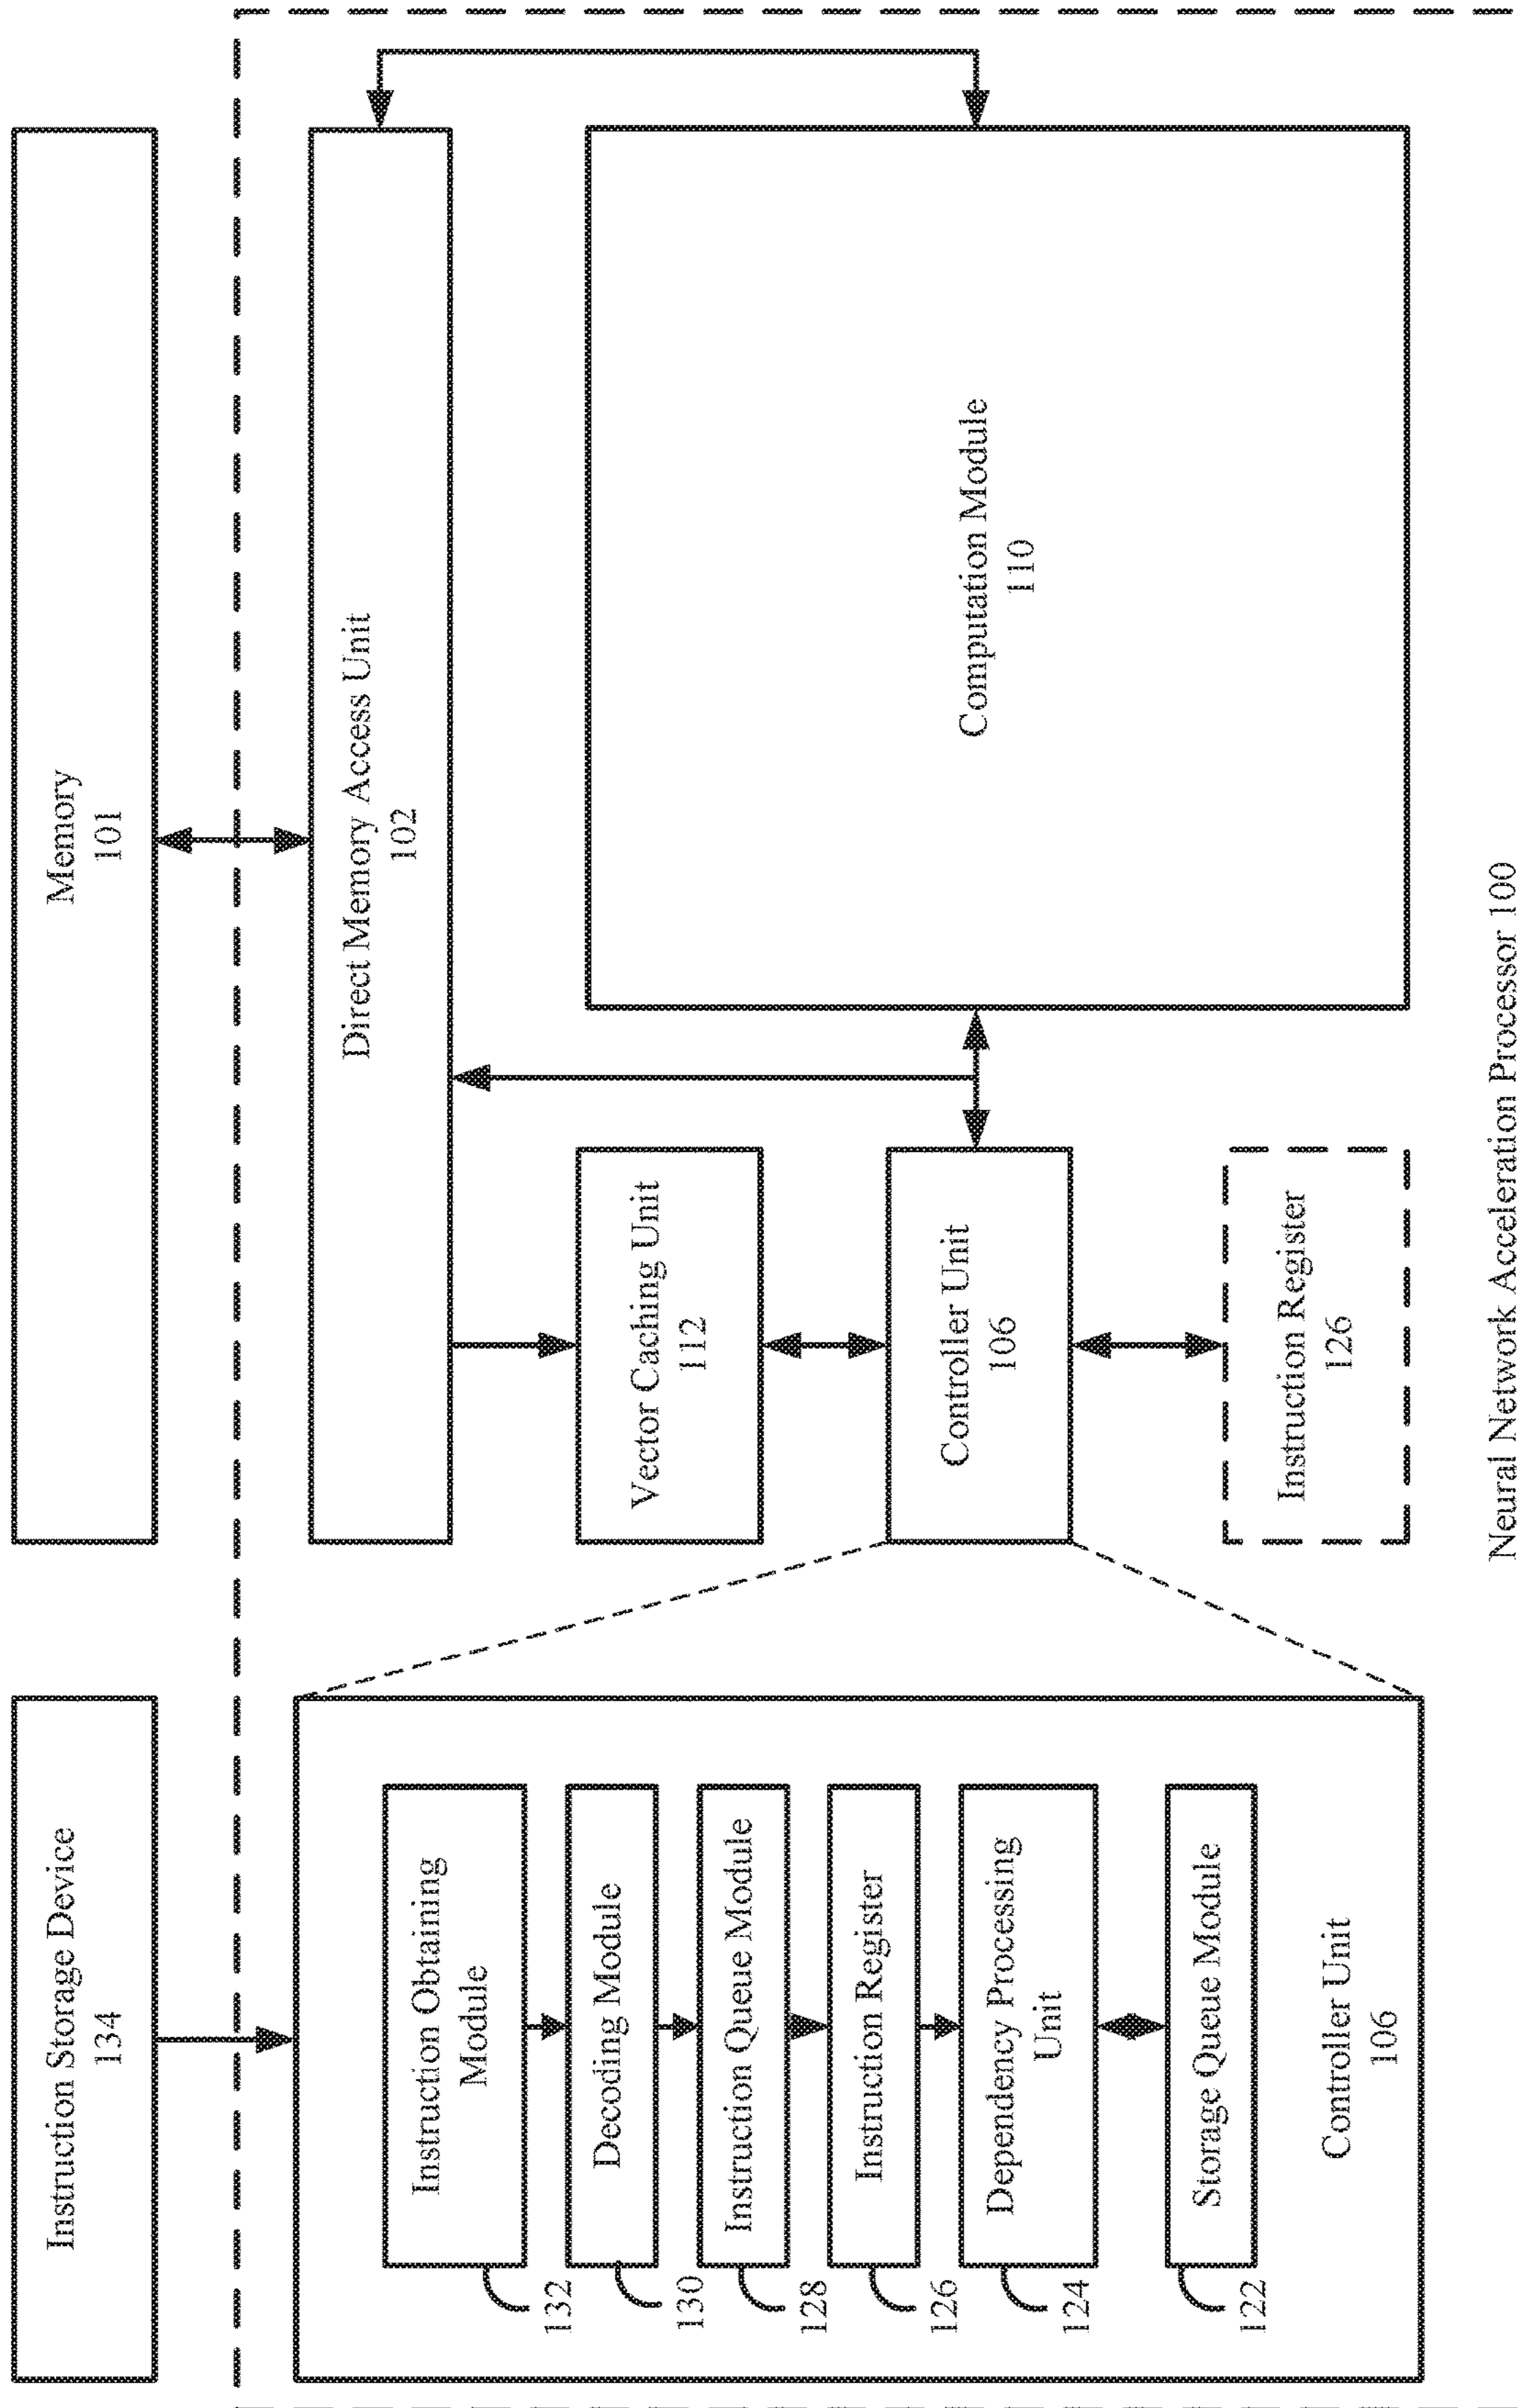 Instruction Storage Device
134
Memory
101
Direct Memory Access Unit
102
Instruction Obtaining
Module
132
Decoding Module
130
Instruction Queue Module
128
Instruction Register
126
Dependency Processing
Unit
124
Storage Queue Module
122
Controller Unit
106
Vector Caching Unit
112
Controller Unit
106
Instruction Register
126
Computation Module
110
Neural Network Acceleration Processor 100